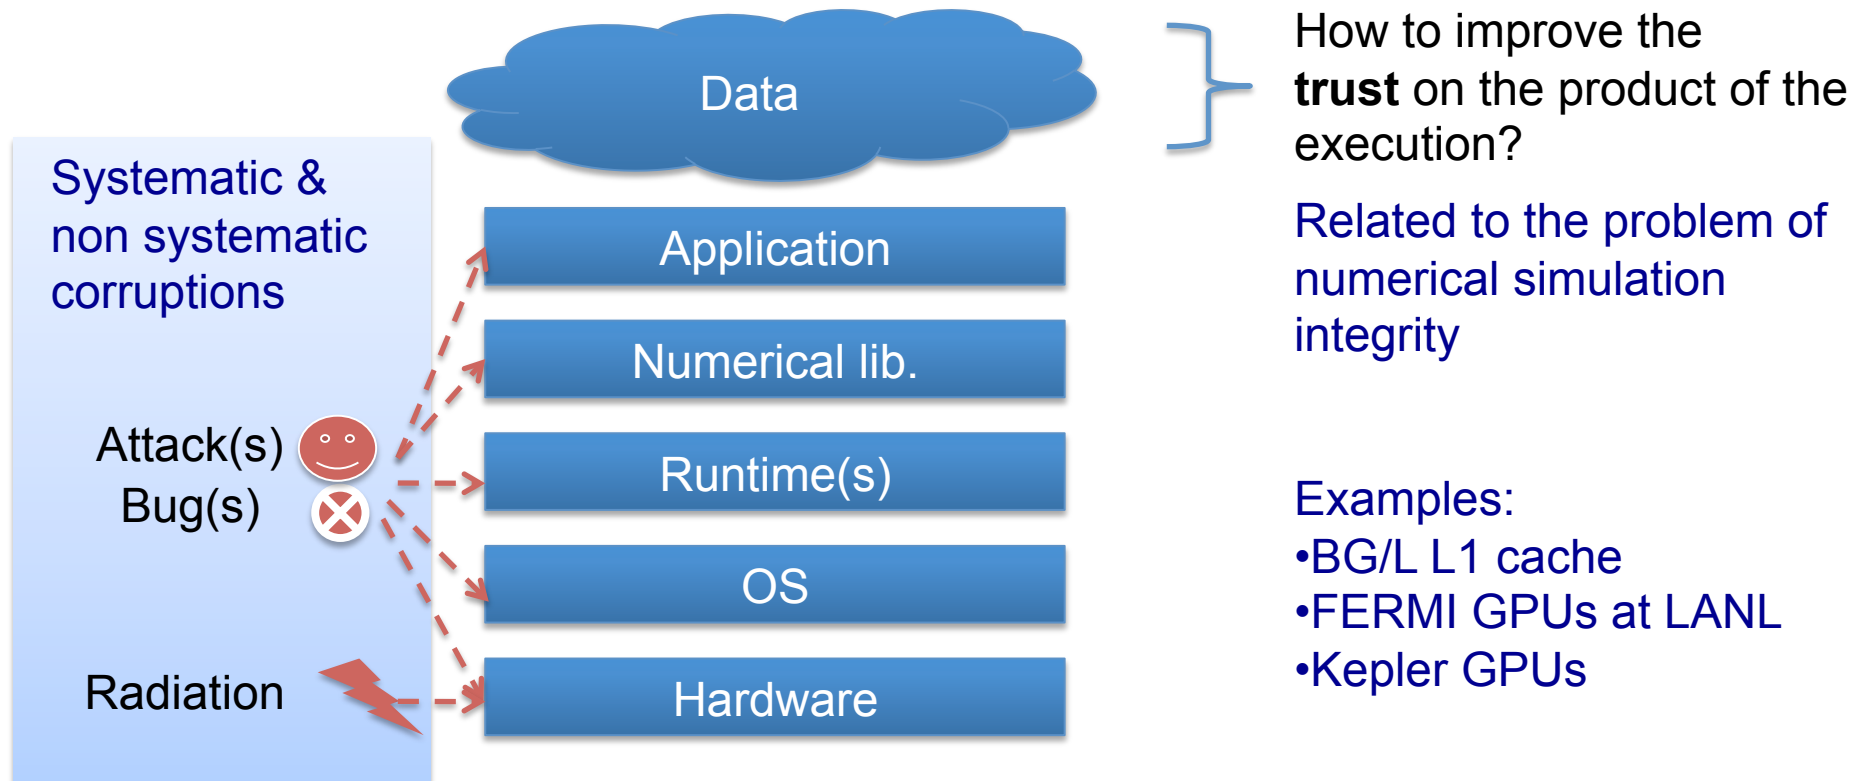 Data
How to improve the
trust on the product of the
execution?
Systematic &
non systematic
corruptions
Application
Related to the problem of
numerical simulation
integrity
Numerical lib.
Attack(s)
Bug(s)
Runtime(s)
Examples:
•BG/L L1 cache
•FERMI GPUs at LANL
•Kepler GPUs
OS
Radiation
Hardware